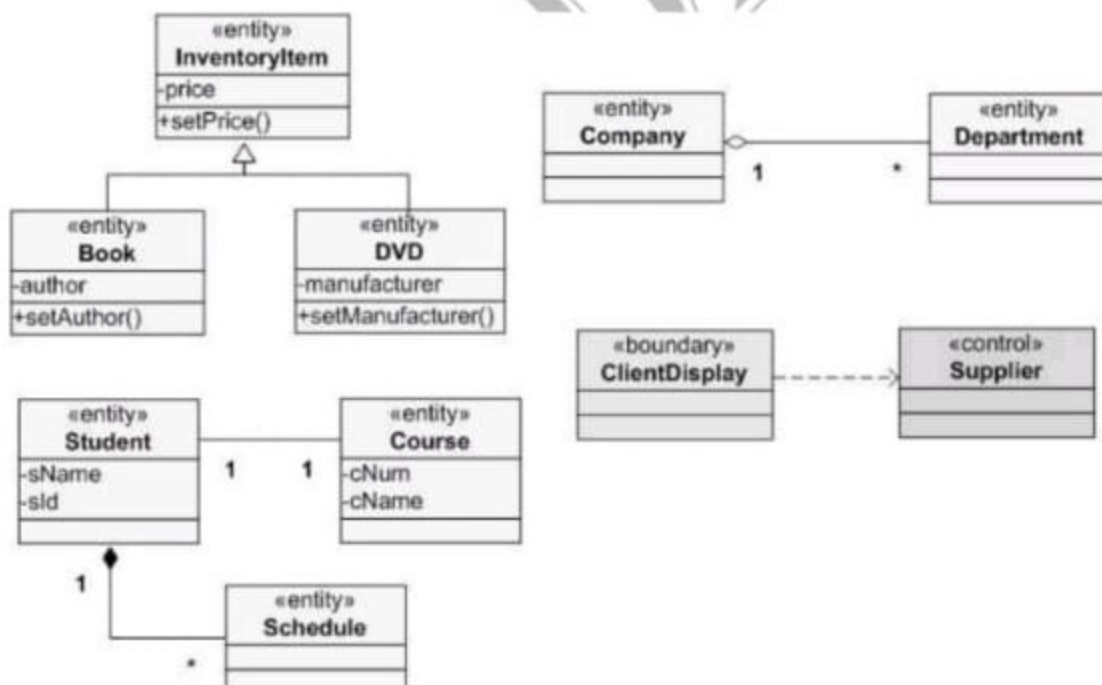 «entity»
InventoryItem
-price
+setPrice()
«entity»
Book
-author
+setAuthor()
«entity»
DVD
-manufacturer
+setManufacturer()
«entity»
Company
1
*
«entity»
Department
«boundary»
ClientDisplay
«control»
Supplier
«entity»
Student
-sName
-sId
1
1
«entity»
Course
-cNum
-cName
1
*
«entity»
Schedule